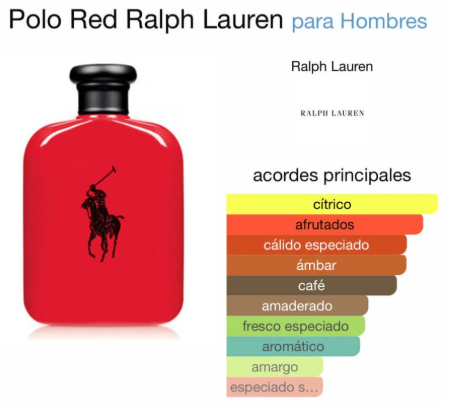 Polo Red Ralph Lauren para Hombres
Ralph Lauren
RALPH LAUREN
acordes principales
cítrico
afrutados
cálido especiado
ámbar
café
amaderado
fresco especiado
aromático
amargo
especiado s...